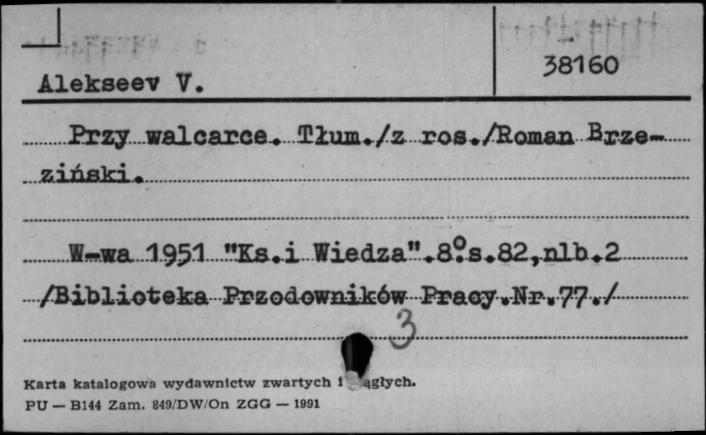 38160
Alekseev V.
Przy walcarce. Tłum./z ros./Roman Brze-
ziński.
W-wa 1951 "Ks.i Wiedza".8°.s.82,nlb.2
/Biblioteka Przodowników Pracy.Nr.77./
3
Karta katalogowa wydawnictw zwartych i
PU — B144 Zam. 849/DW/On ZGG — 1991